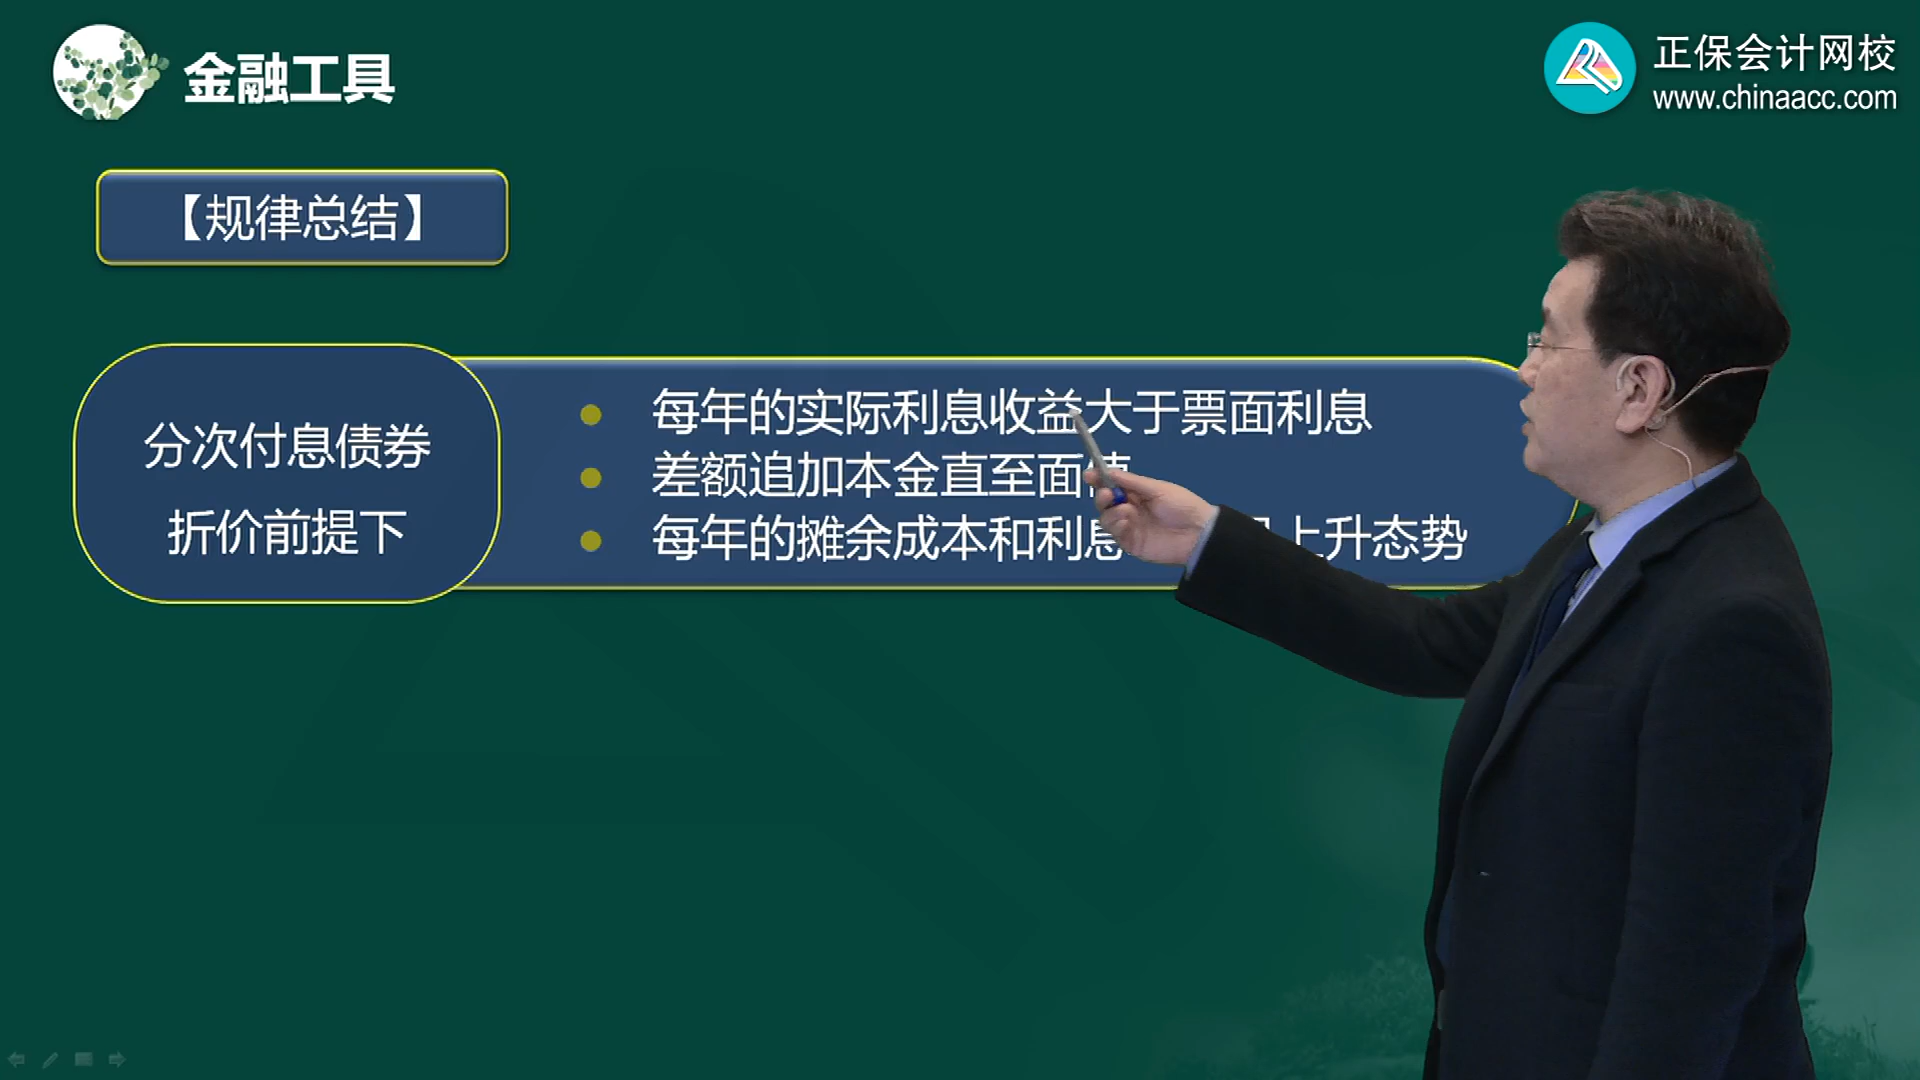 金融工具
正保会计网校
www.chinaacc.com
【规律总结】
分次付息债券
折价前提下
每年的实际利息收益大于票面利息
差额追加本金直至面值
每年的摊余成本和利息 上升态势